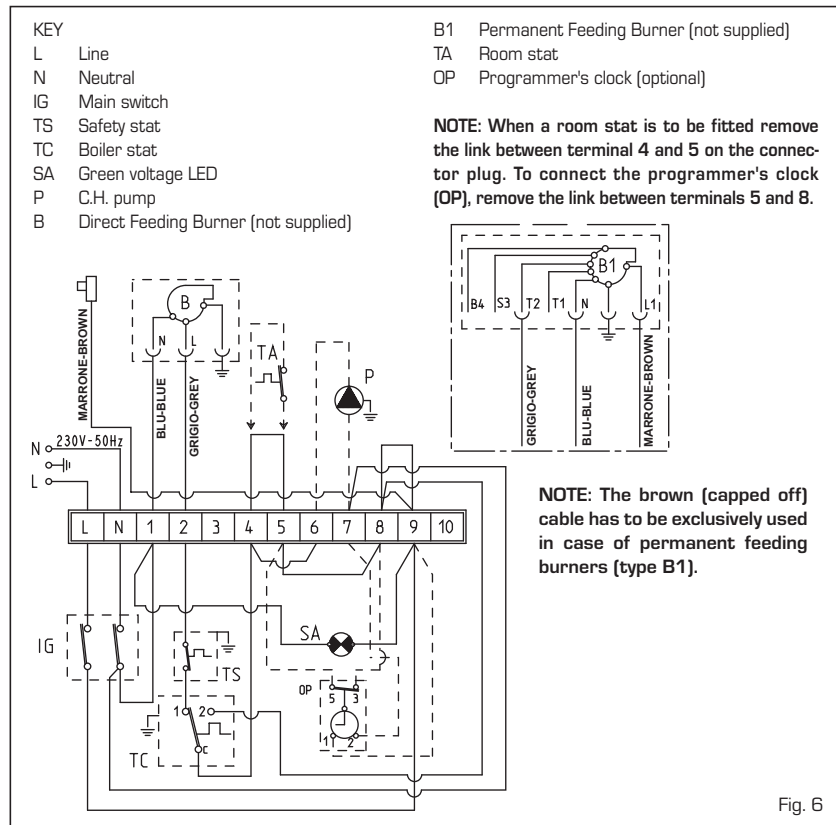 KEY
L Line
N Neutral
IG Main switch
TS Safety stat
TC Boiler stat
SA Green voltage LED
P C.H. pump
B Direct Feeding Burner (not supplied)
B1 Permanent Feeding Burner (not supplied)
TA Room stat
OP Programmer's clock (optional)
NOTE: When a room stat is to be fitted remove
the link between terminal 4 and 5 on the connec-
tor plug. To connect the programmer's clock
(OP), remove the link between terminals 5 and 8.
B1
B4 S3 T2 T1 N L1
GRIGIO-GREY
BLU-BLUE
MARRONE-BROWN
B
N L
MARRONE-BROWN
BLU-BLUE
GRIGIO-GREY
TA
P
N 230V-50Hz
L
L N 1 2 3 4 5 6 7 8 9 10
NOTE: The brown (capped off)
cable has to be exclusively used
in case of permanent feeding
burners (type B1).
IG
SA
TS
OP
5 3
1 2
1 2
C
TC
Fig. 6